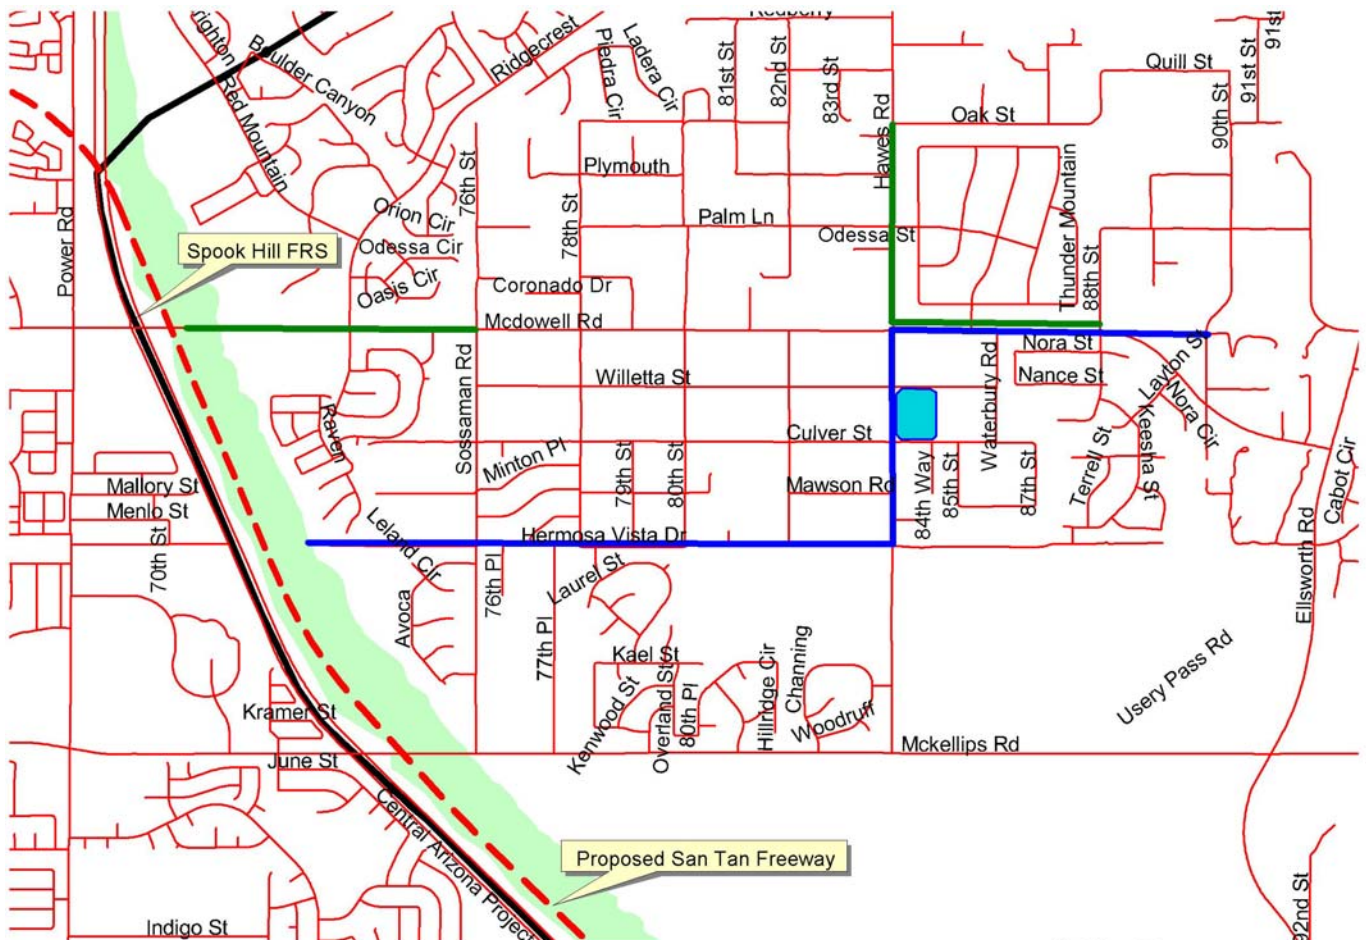 Redberry
91st
righton
Boulder Canyon
Ridgecrest
Piedra Cir
Ladera Cir
81st St
82nd St
83rd St
Quill St
91st St
90th St
Red Mountain
Hawes Rd
Oak St
76th St
Plymouth
Thunder Mountain
Power Rd
Orion Cir
78th St
Palm Ln
Odessa St
Spook Hill FRS
Odessa Cir
88th St
Oasis Cir
Coronado Dr
Mcdowell Rd
Nora St
Layton St
Sossaman Rd
Willetta St
Waterbury Rd
Nance St
Nora Cir
Raven
Culver St
Keesha St
Minton Pl
79th St
80th St
84th Way
85th St
87th St
Terrell St
Cabot Cir
Mallory St
Mawson Rd
Menlo St
Leland Cir
Hermosa Vista Dr
70th St
76th Pl
Laurel St
Ellsworth Rd
Avoca
77th Pl
Kael St
Channing
Usery Pass Rd
Kenwood St
Overland St
80th Pl
Hillridge Cir
Woodruff
Kramer St
Mckellips Rd
June St
Central Arizona Project
Proposed San Tan Freeway
92nd St
Indigo St